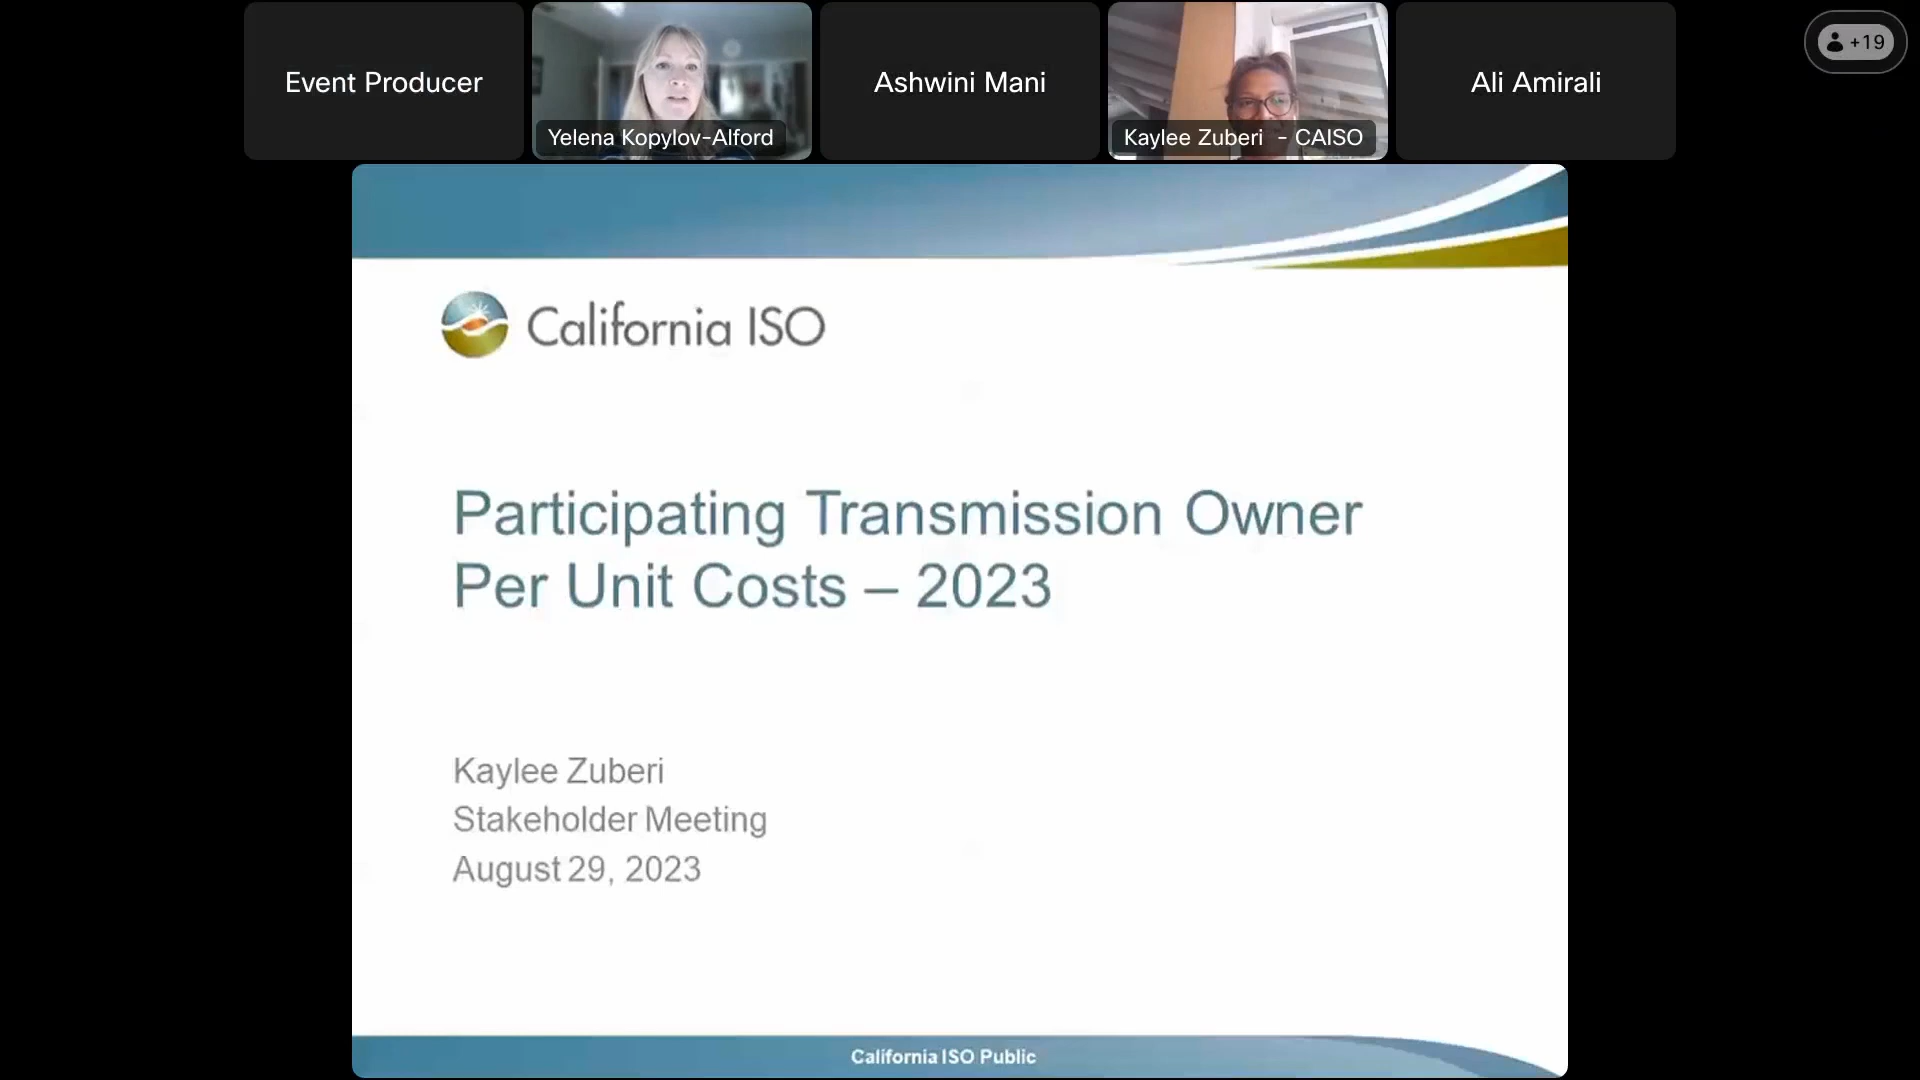 Event Producer
Yelena Kopylov-Alford
Ashwini Mani
Kaylee Zuberi - CAISO
Ali Amirali
+19
California ISO
Participating Transmission Owner
Per Unit Costs – 2023
Kaylee Zuberi
Stakeholder Meeting
August 29, 2023
California ISO Public